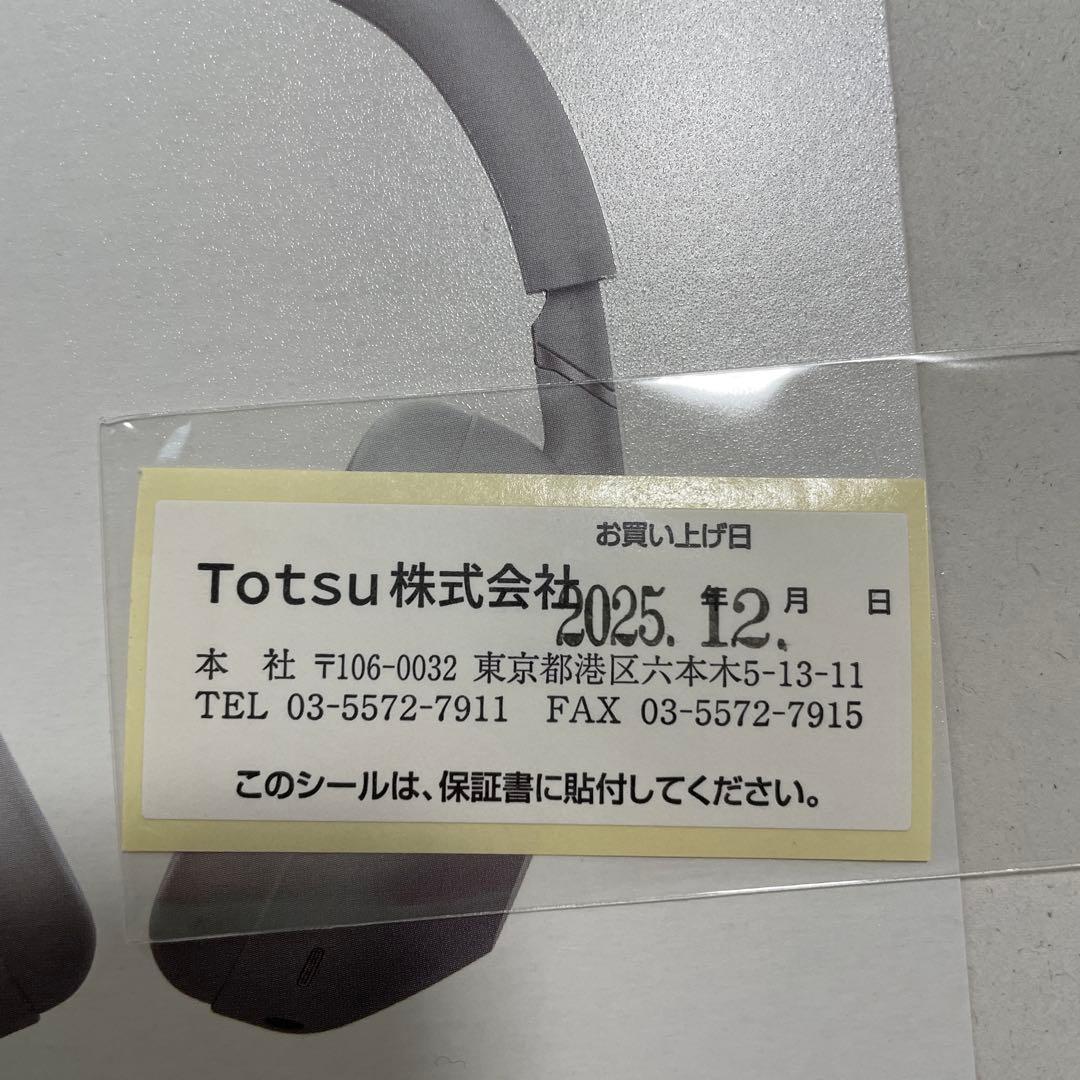 お買い上げ日
Totsu株式会社 2025. 年 12. 月 日
本 社 〒106-0032 東京都港区六本木5-13-11
TEL 03-5572-7911 FAX 03-5572-7915
このシールは、保証書に貼付してください。